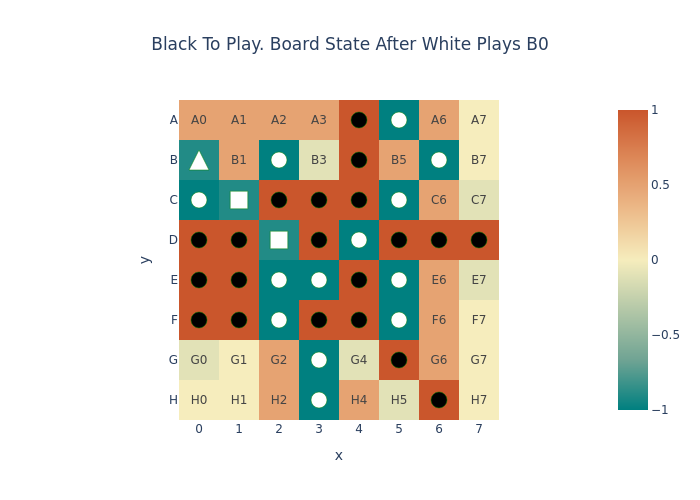 Black To Play. Board State After White Plays B0
A A0 A1 A2 A3 A6 A7
B B1 B3 B5 B7
C C6 C7
D
E E6 E7
F F6 F7
G G0 G1 G2 G4 G6 G7
H H0 H1 H2 H4 H5 H7
0 1 2 3 4 5 6 7
x
y
1
0.5
0
−0.5
−1